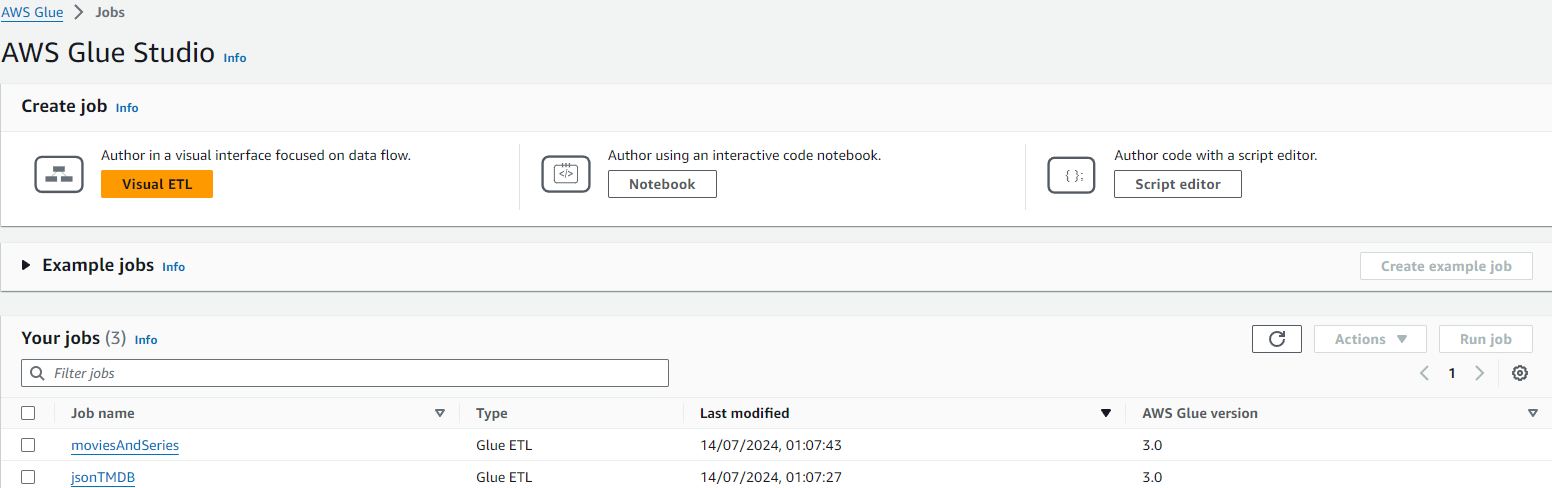 AWS Glue > Jobs
AWS Glue Studio Info
Create job Info
Author in a visual interface focused on data flow.
Visual ETL
</> Author using an interactive code notebook.
Notebook
{ }; Author code with a script editor.
Script editor
Example jobs Info Create example job
Your jobs (3) Info Actions Run job
Filter jobs 1
Job name Type Last modified AWS Glue version
moviesAndSeries Glue ETL 14/07/2024, 01:07:43 3.0
jsonTMDB Glue ETL 14/07/2024, 01:07:27 3.0